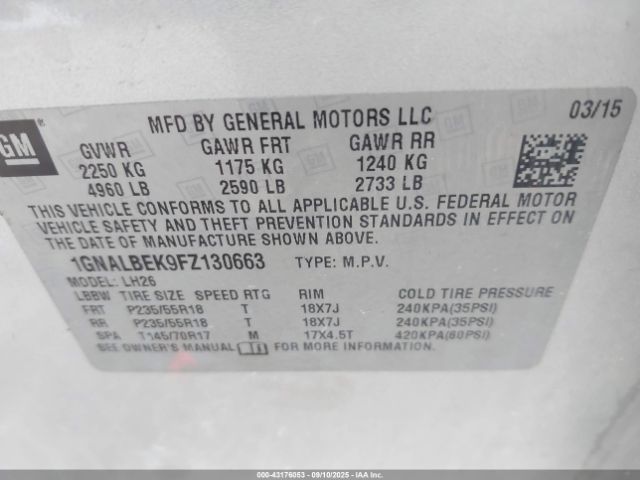 GM
MFD BY GENERAL MOTORS LLC 03/15
GVWR GAWR FRT GAWR RR
2250 KG 1175 KG 1240 KG
4960 LB 2590 LB 2733 LB
THIS VEHICLE CONFORMS TO ALL APPLICABLE U.S. FEDERAL MOTOR
VEHICLE SAFETY AND THEFT PREVENTION STANDARDS IN EFFECT ON
THE DATE OF MANUFACTURE SHOWN ABOVE.
1GNALBEK9FZ130663 TYPE: M.P.V.
MODEL: LH26
LBBW TIRE SIZE SPEED RTG RIM COLD TIRE PRESSURE
FRT P235/55R18 T 18X7J 240KPA(35PSI)
RR P235/55R18 T 18X7J 240KPA(35PSI)
SPA T145/70R17 M 17X4.5T 420KPA(60PSI)
SEE OWNER'S MANUAL FOR MORE INFORMATION.
000-43176053 - 09/10/2025 - IAAI.COM